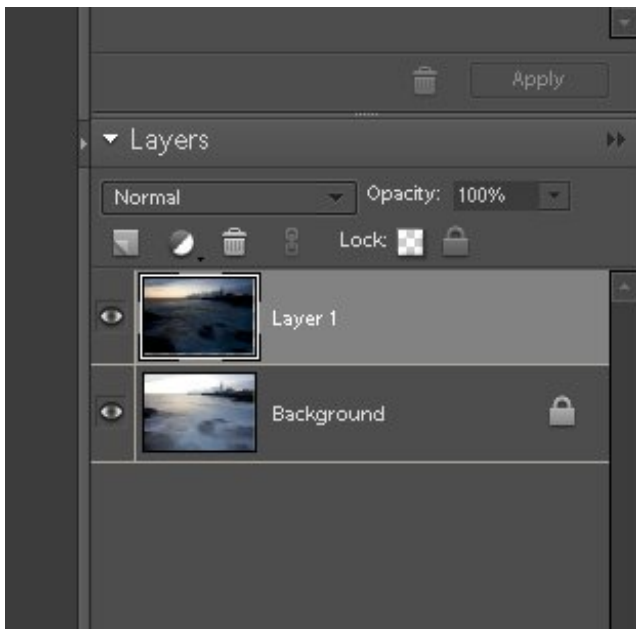 Apply
Layers
Normal Opacity: 100%
Lock:
Layer 1
Background